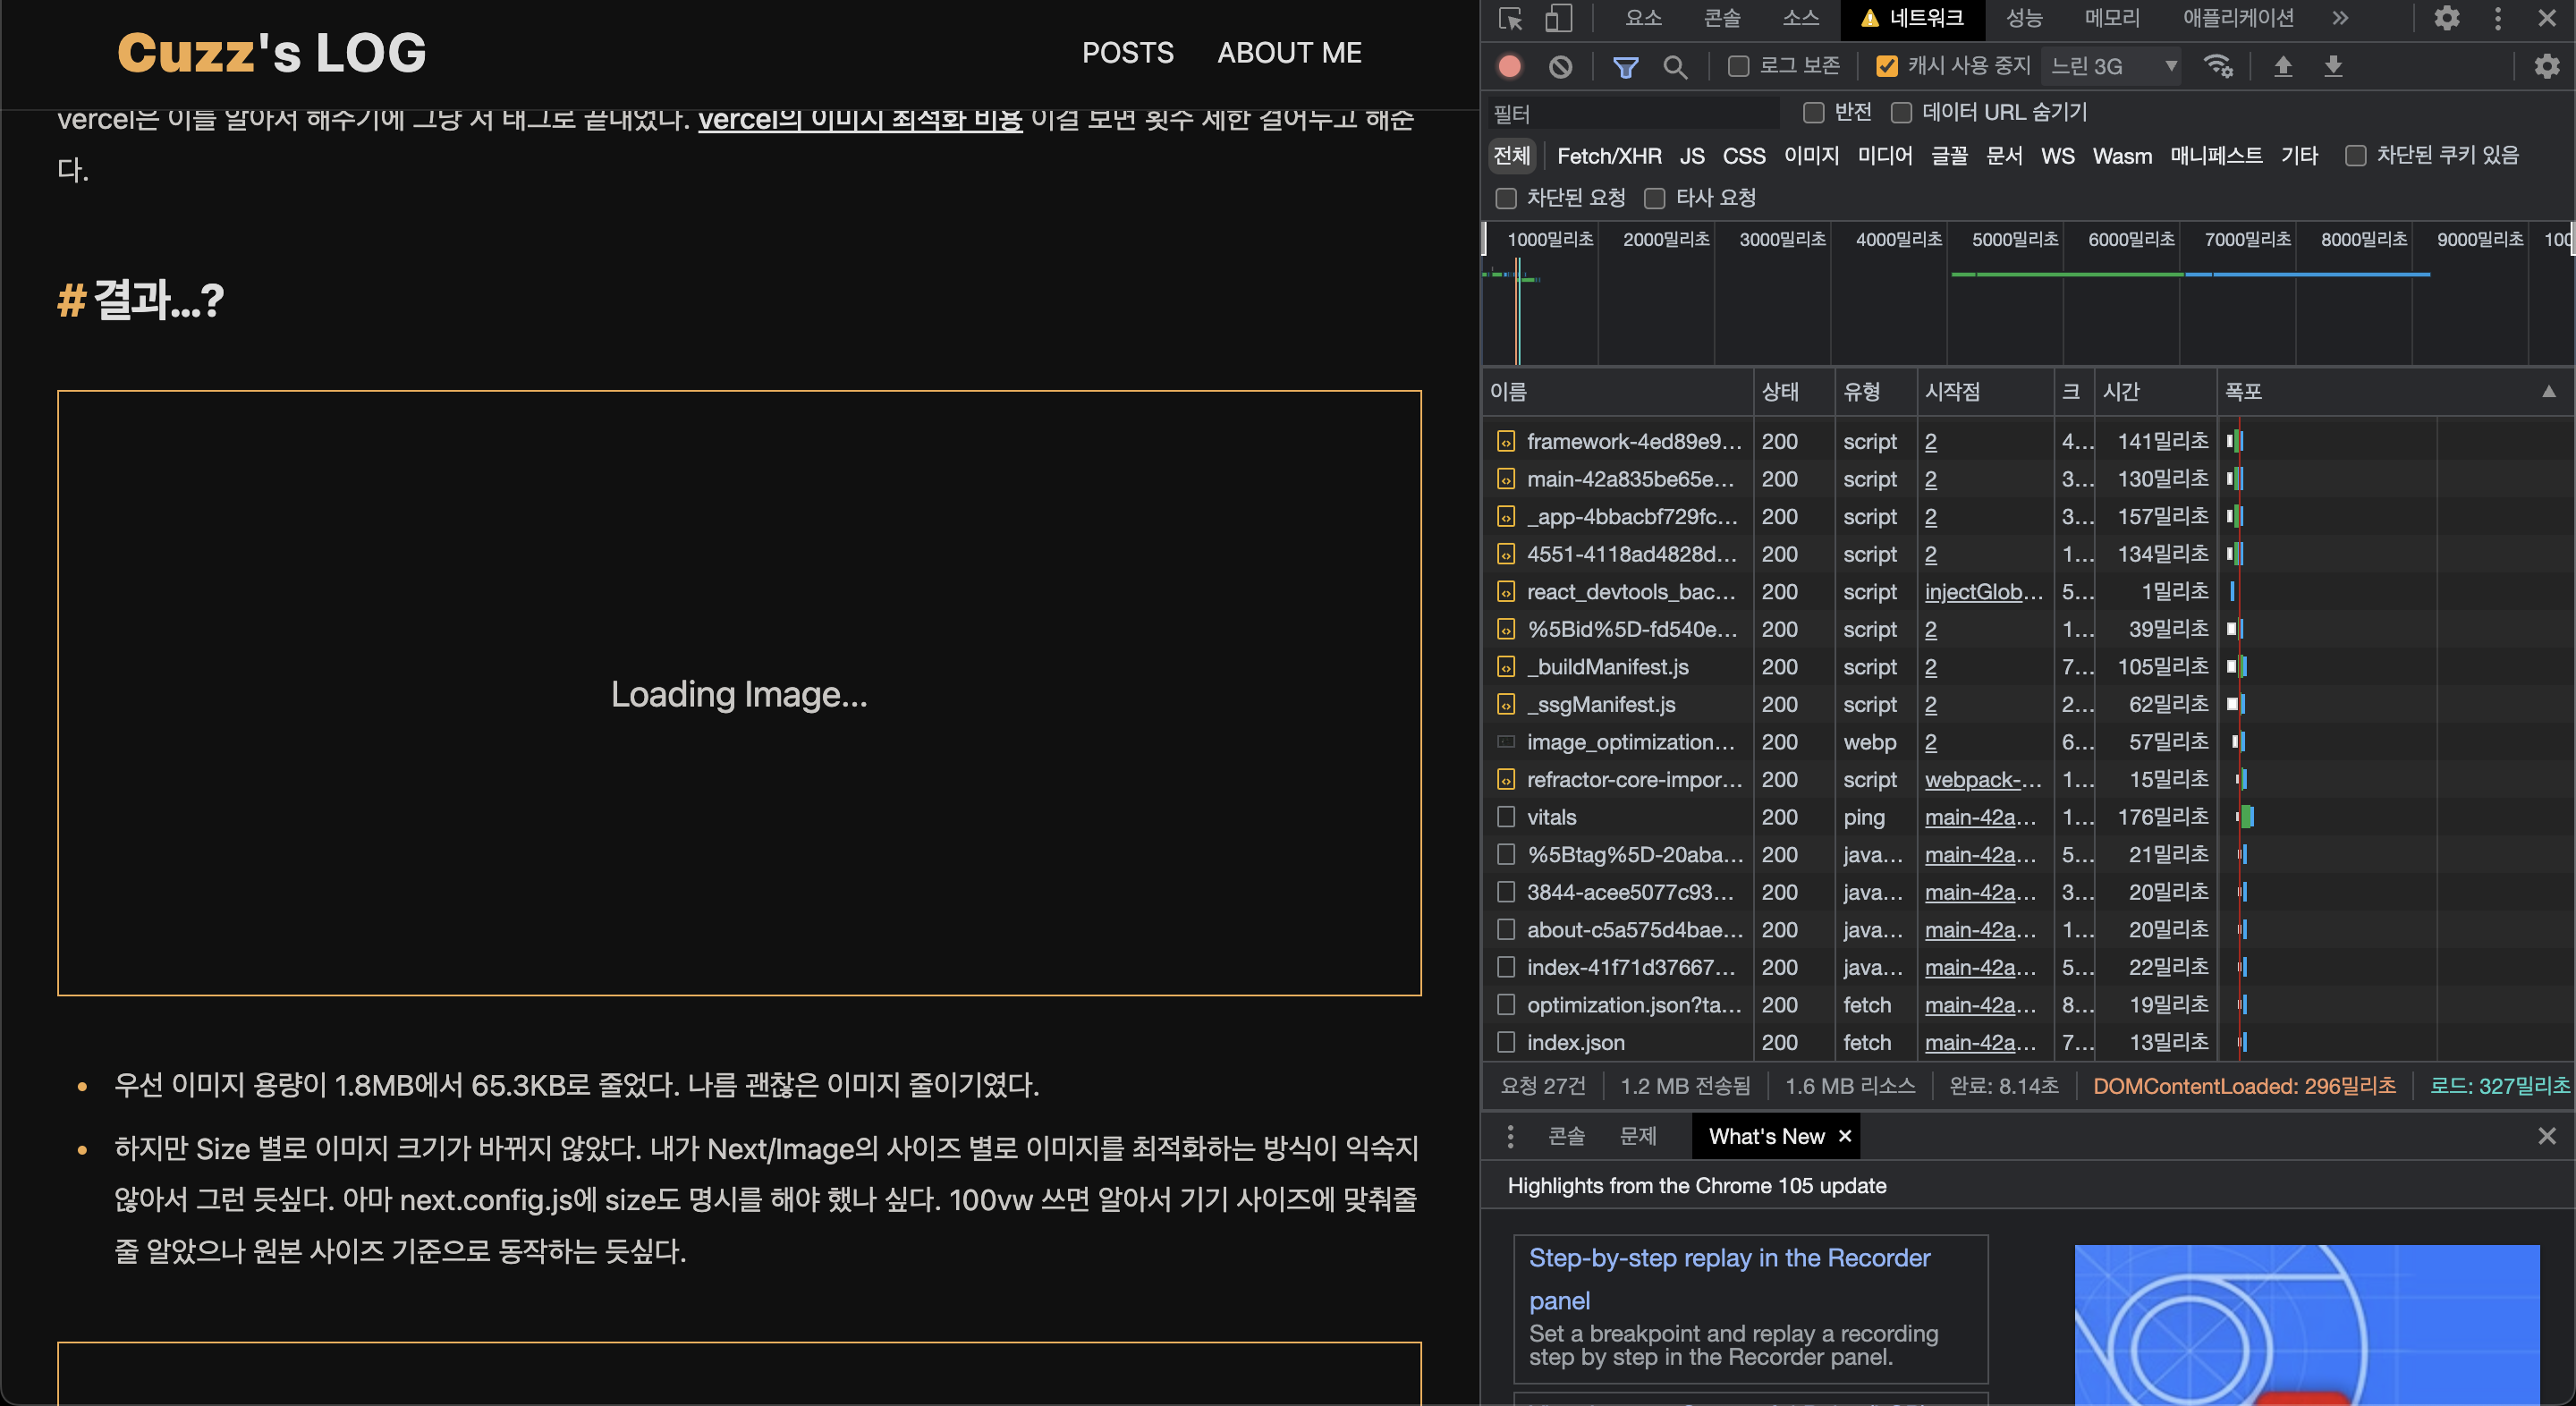 Cuzz's LOG
POSTS
ABOUT ME
vercel은 이를 알아서 해주기에 그냥 저 태그로 끝내었다. vercel의 이미지 최적화 비용 이걸 보면 횟수 제한 걸어두고 해준
다.
# 결과...?
Loading Image...
• 우선 이미지 용량이 1.8MB에서 65.3KB로 줄었다. 나름 괜찮은 이미지 줄이기였다.
• 하지만 Size 별로 이미지 크기가 바뀌지 않았다. 내가 Next/Image의 사이즈 별로 이미지를 최적화하는 방식이 익숙지
않아서 그런 듯싶다. 아마 next.config.js에 size도 명시를 해야 했나 싶다. 100vw 쓰면 알아서 기기 사이즈에 맞춰줄
줄 알았으나 원본 사이즈 기준으로 동작하는 듯싶다.
요소 콘솔 소스 네트워크 성능 메모리 애플리케이션
로그 보존 캐시 사용 중지 느린 3G
필터 반전 데이터 URL 숨기기
전체 Fetch/XHR JS CSS 이미지 미디어 글꼴 문서 WS Wasm 매니페스트 기타 차단된 쿠키 있음
차단된 요청 타사 요청
1000밀리초 2000밀리초 3000밀리초 4000밀리초 5000밀리초 6000밀리초 7000밀리초 8000밀리초 9000밀리초 100
이름 상태 유형 시작점 크 시간 폭포
framework-4ed89e9... 200 script 2 4... 141밀리초
main-42a835be65e... 200 script 2 3... 130밀리초
_app-4bbacbf729fc... 200 script 2 3... 157밀리초
4551-4118ad4828d... 200 script 2 1... 134밀리초
react_devtools_bac... 200 script injectGlob... 5... 1밀리초
%5Bid%5D-fd540e... 200 script 2 1... 39밀리초
_buildManifest.js 200 script 2 7... 105밀리초
_ssgManifest.js 200 script 2 2... 62밀리초
image_optimization... 200 webp 2 6... 57밀리초
refractor-core-impor... 200 script webpack-... 1... 15밀리초
vitals 200 ping main-42a... 1... 176밀리초
%5Btag%5D-20aba... 200 java... main-42a... 5... 21밀리초
3844-acee5077c93... 200 java... main-42a... 3... 20밀리초
about-c5a575d4bae... 200 java... main-42a... 1... 20밀리초
index-41f71d37667... 200 java... main-42a... 5... 22밀리초
optimization.json?ta... 200 fetch main-42a... 8... 19밀리초
index.json 200 fetch main-42a... 7... 13밀리초
요청 27건 1.2 MB 전송됨 1.6 MB 리소스 완료: 8.14초 DOMContentLoaded: 296밀리초 로드: 327밀리초
콘솔 문제 What's New
Highlights from the Chrome 105 update
Step-by-step replay in the Recorder
panel
Set a breakpoint and replay a recording
step by step in the Recorder panel.